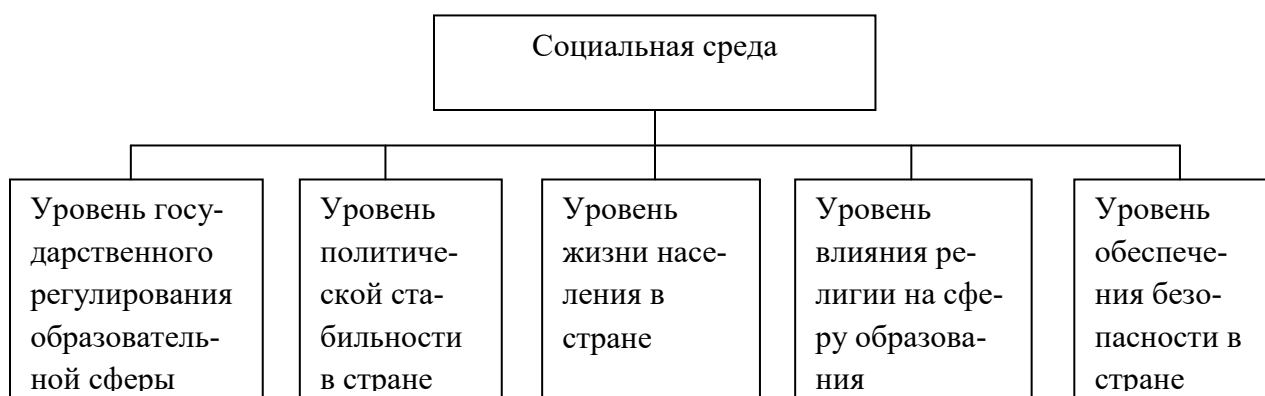 Социальная среда
Уровень госу-
дарственного
регулирования
образователь-
ной сферы
Уровень
политиче-
ской ста-
бильности
в стране
Уровень
жизни насе-
ления в
стране
Уровень
влияния ре-
лигии на сфе-
ру образова-
ния
Уровень
обеспече-
ния безо-
пасности в
стране